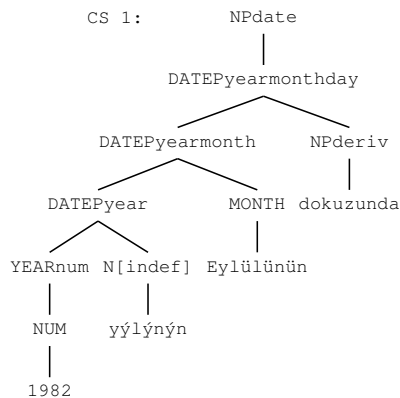 CS 1: NPdate
DATEPyearmonthday
DATEPyearmonth NPderiv
DATEPyear MONTH dokuzunda
YEARnum N[indef] Eylülünün
NUM yýlýnýn
1982